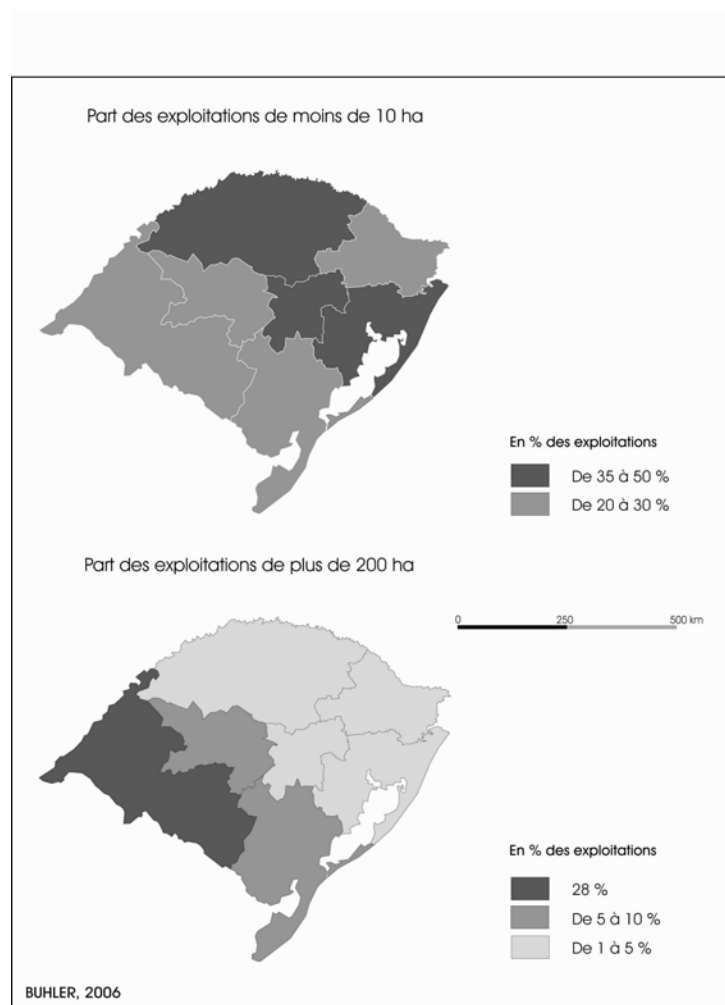 Part des exploitations de moins de 10 ha
En % des exploitations
De 35 à 50 %
De 20 à 30 %
Part des exploitations de plus de 200 ha
0 250 500 km
En % des exploitations
28 %
De 5 à 10 %
De 1 à 5 %
BUHLER, 2006